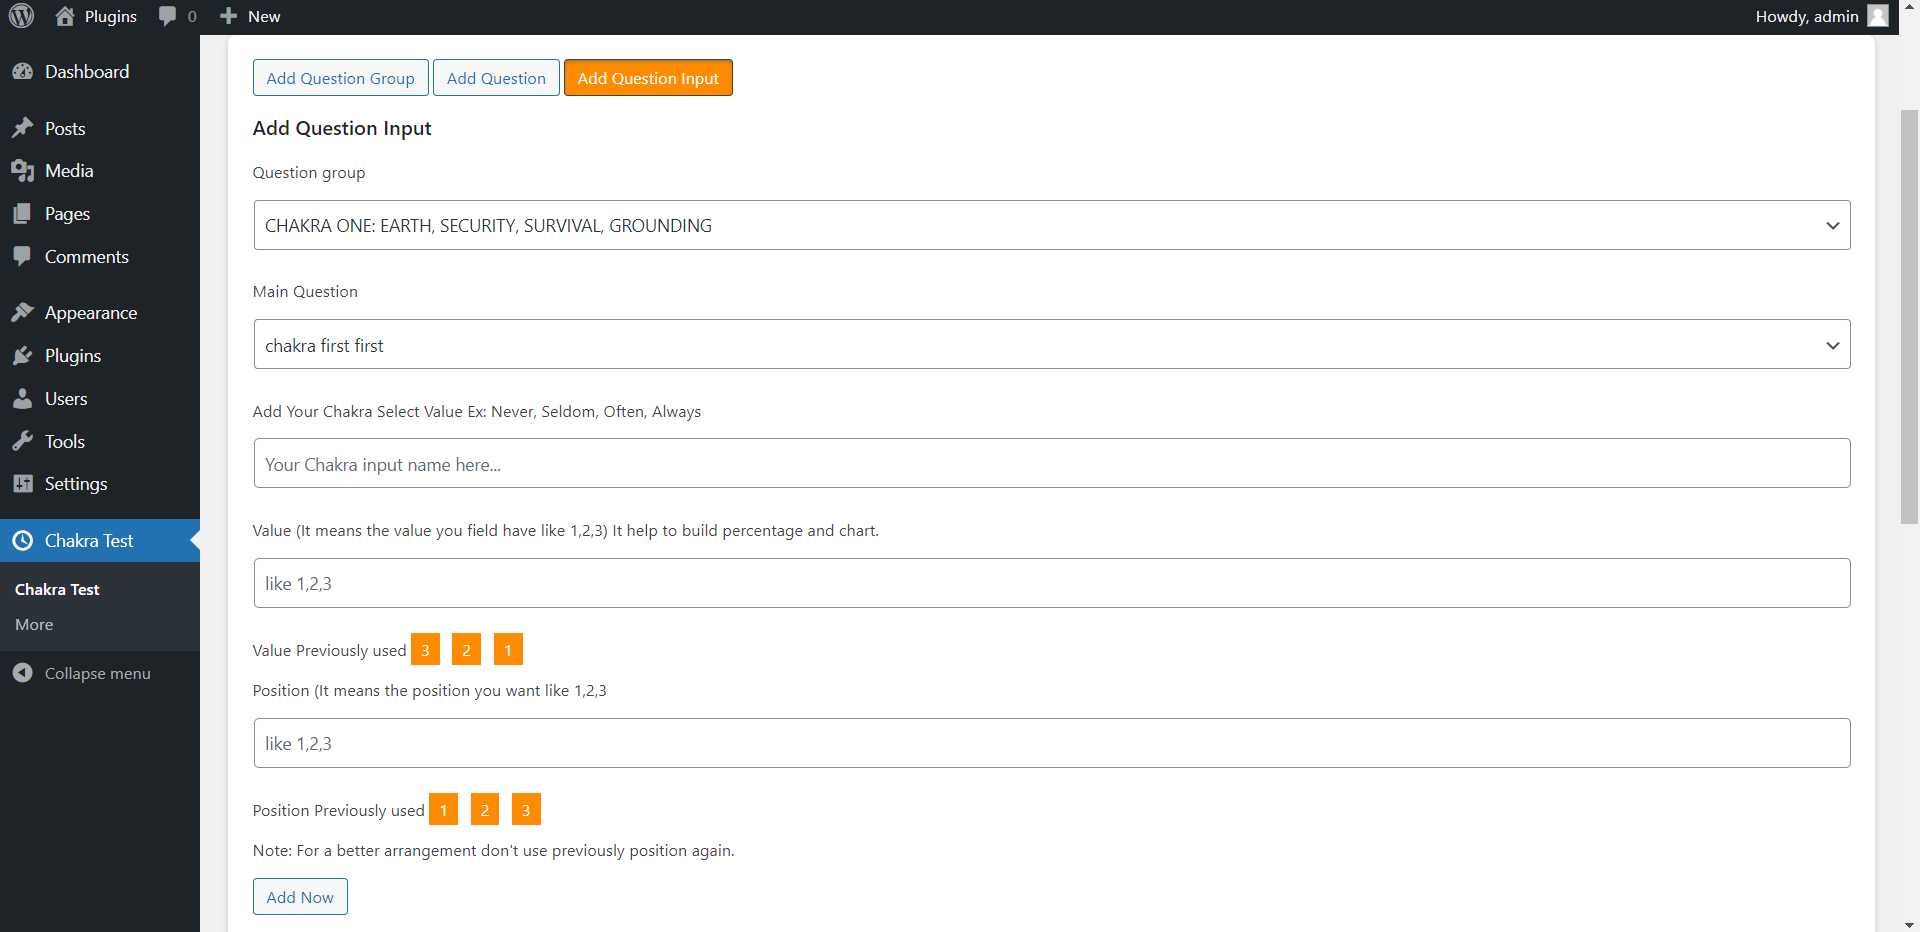 Plugins 0 New Howdy, admin
Dashboard
Posts
Media
Pages
Comments
Appearance
Plugins
Users
Tools
Settings
Chakra Test
Chakra Test
More
Collapse menu
Add Question Group Add Question Add Question Input
Add Question Input
Question group
CHAKRA ONE: EARTH, SECURITY, SURVIVAL, GROUNDING
Main Question
chakra first first
Add Your Chakra Select Value Ex: Never, Seldom, Often, Always
Your Chakra input name here...
Value (It means the value you field have like 1,2,3) It help to build percentage and chart.
like 1,2,3
Value Previously used 3 2 1
Position (It means the position you want like 1,2,3
like 1,2,3
Position Previously used 1 2 3
Note: For a better arrangement don't use previously position again.
Add Now